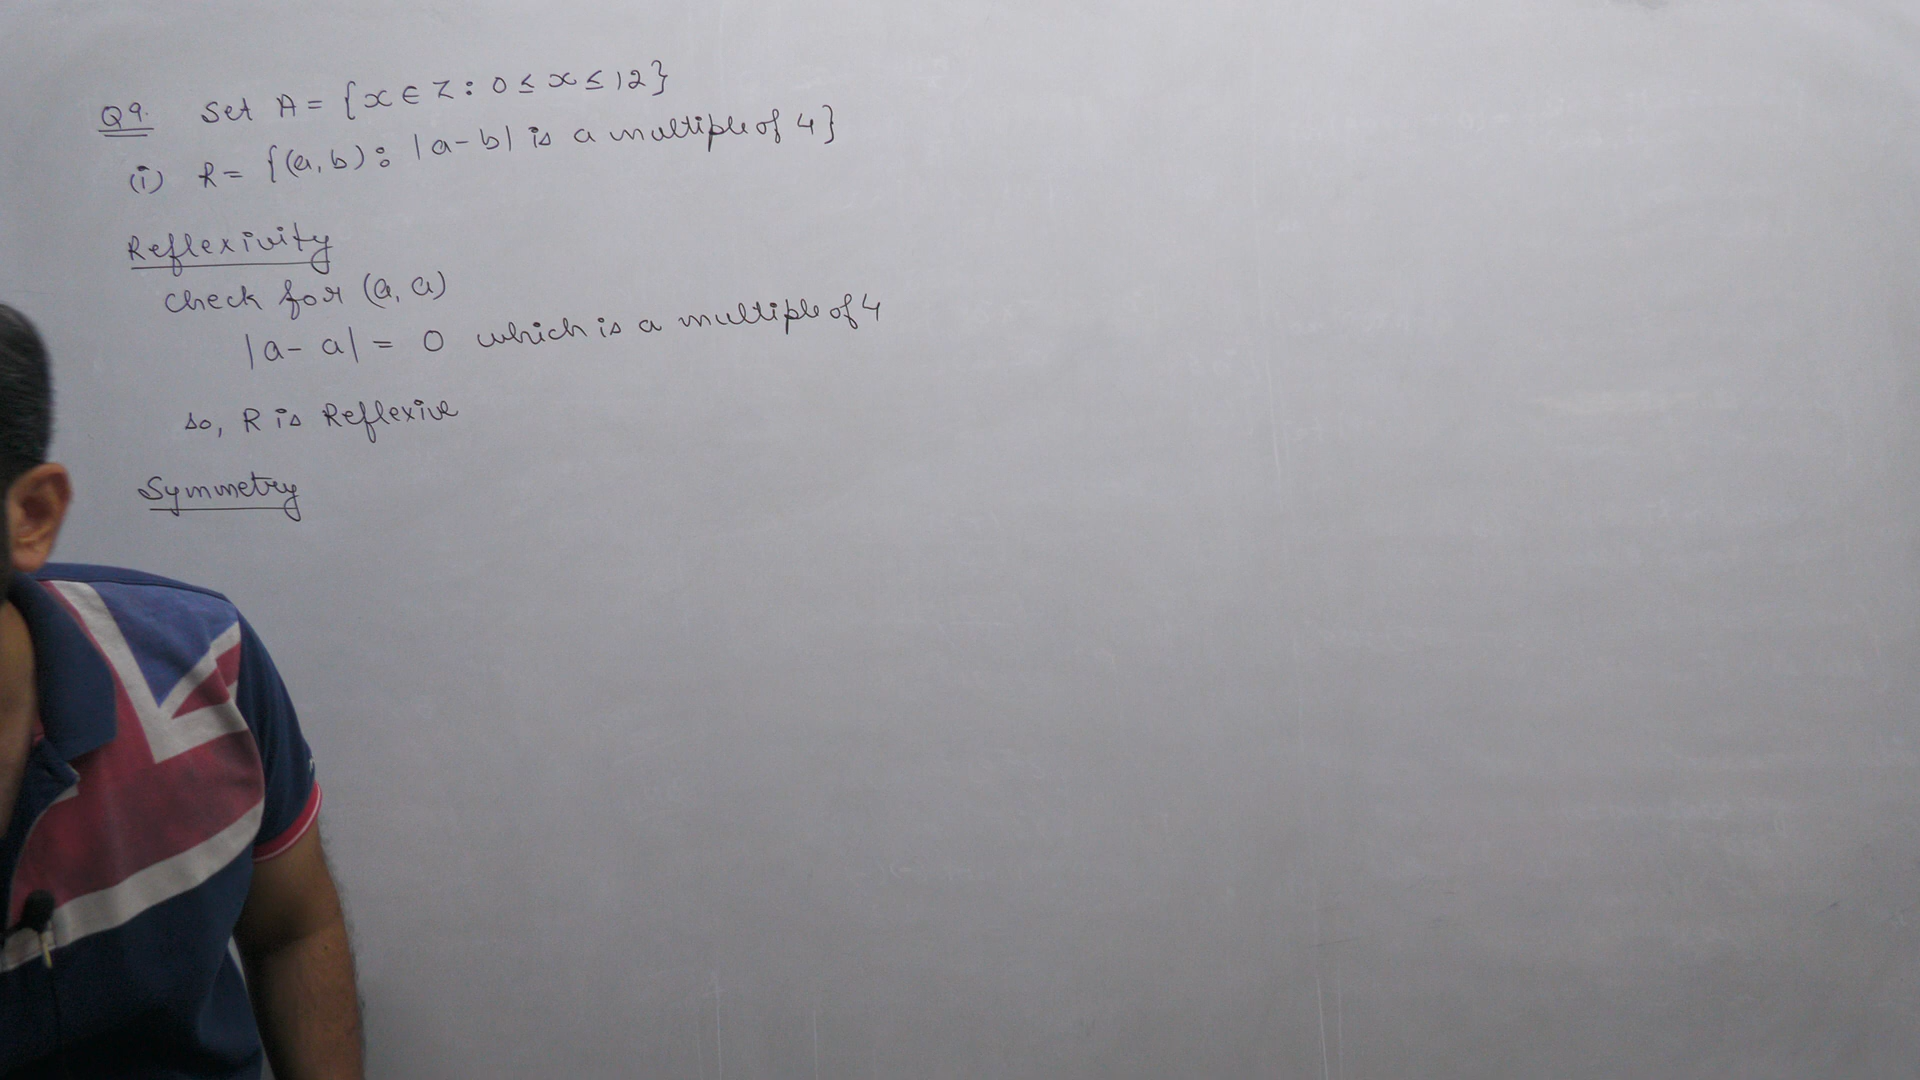 Q9. Set A = {x ∈ Z : 0 ≤ x ≤ 12}
(i) R = {(a, b) : |a - b| is a multiple of 4}
Reflexivity
Check for (a, a)
|a - a| = 0 which is a multiple of 4
so, R is Reflexive
Symmetry